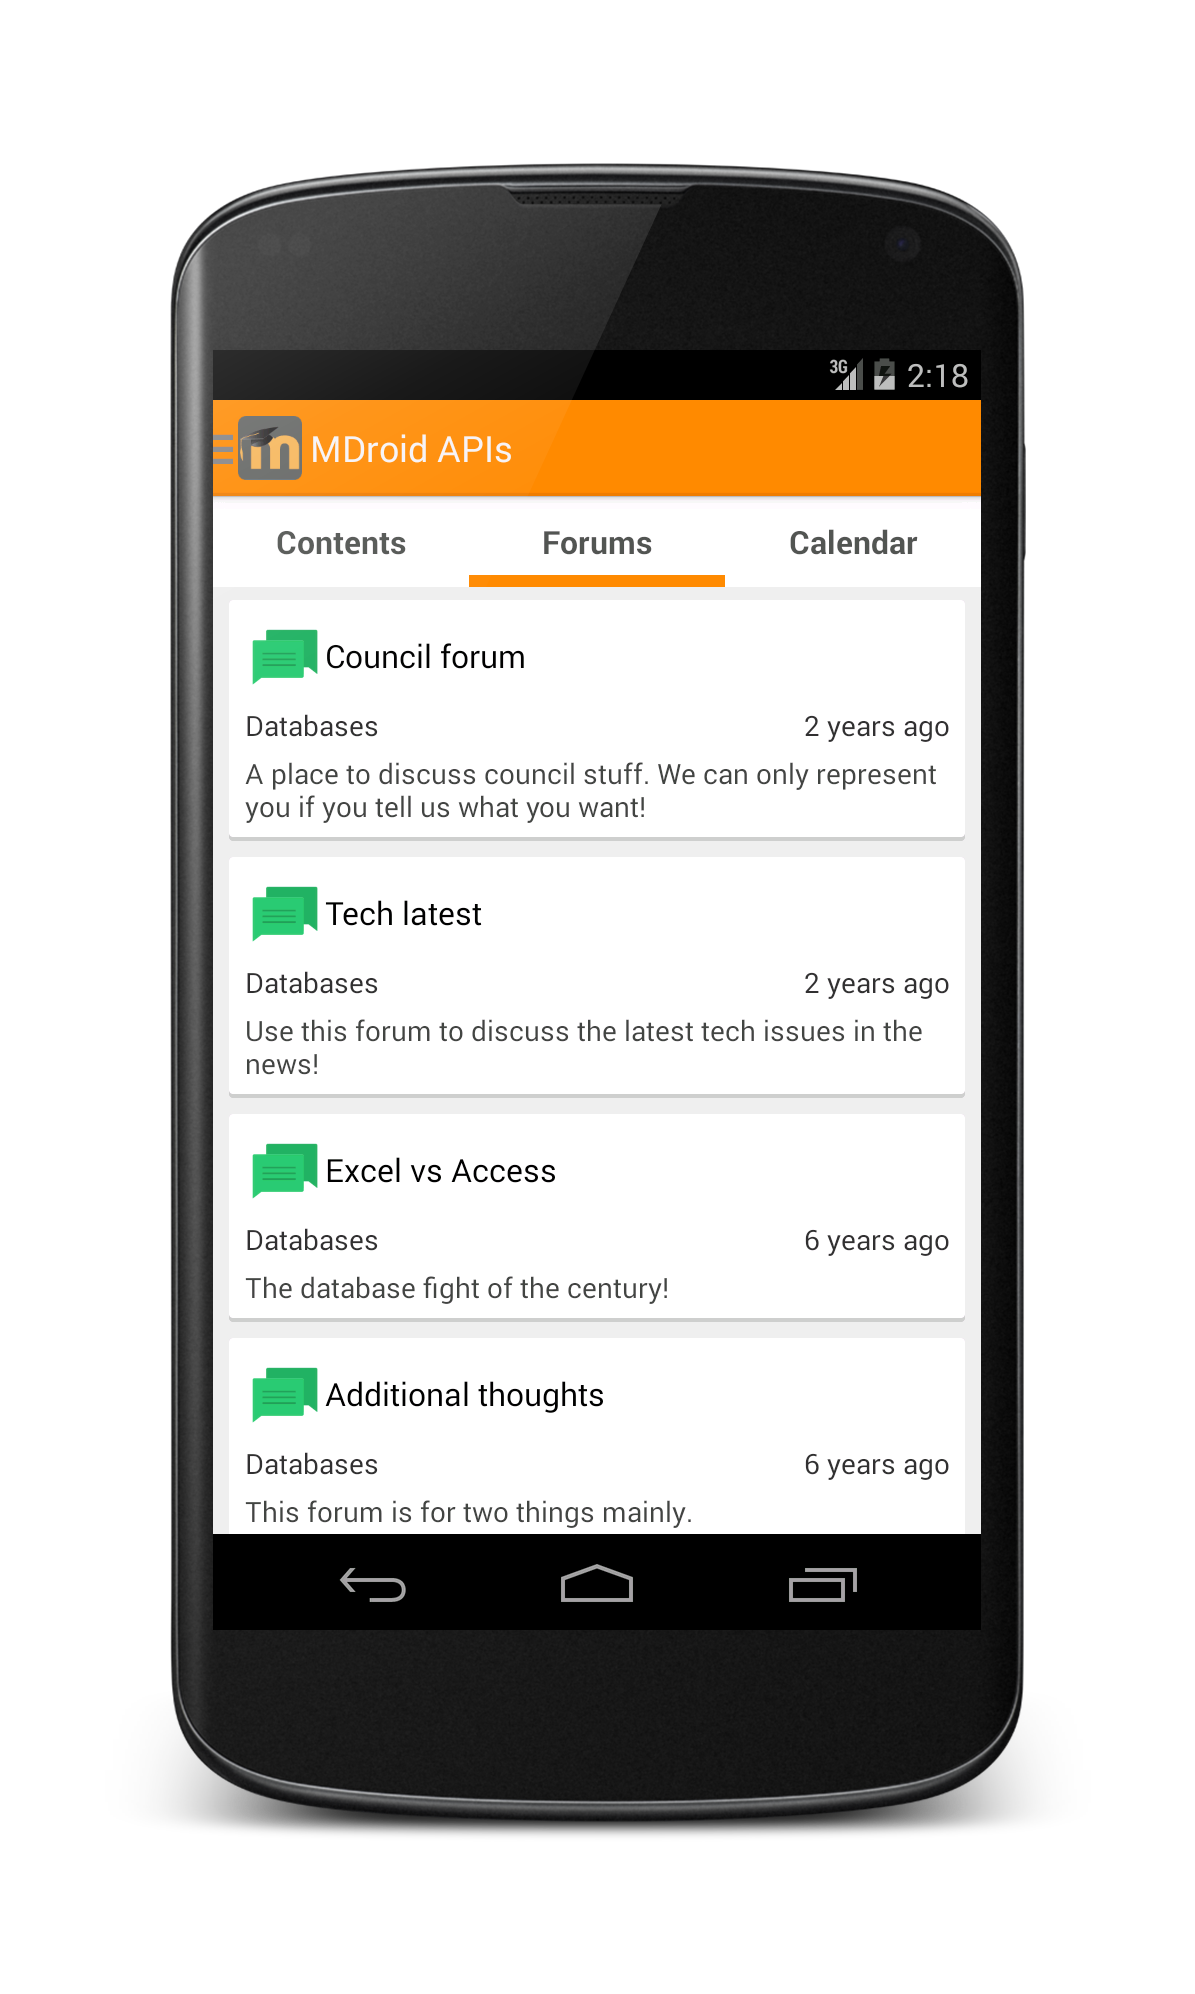 3G 2:18
m MDroid APIs
Contents Forums Calendar
Council forum
Databases 2 years ago
A place to discuss council stuff. We can only represent
you if you tell us what you want!
Tech latest
Databases 2 years ago
Use this forum to discuss the latest tech issues in the
news!
Excel vs Access
Databases 6 years ago
The database fight of the century!
Additional thoughts
Databases 6 years ago
This forum is for two things mainly.